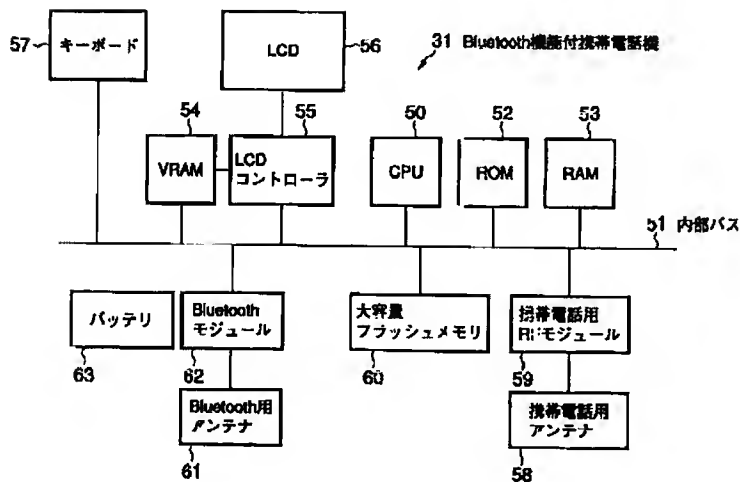 57 キーボード
LCD 56
31 Bluetooth機能付携帯電話機
54
55
50
52
53
VRAM
LCD
コントローラ
CPU
ROM
RAM
51 内部バス
バッテリ
63
Bluetooth
モジュール
62
大容量
フラッシュメモリ
60
携帯電話用
RFモジュール
59
Bluetooth用
アンテナ
61
携帯電話用
アンテナ
58